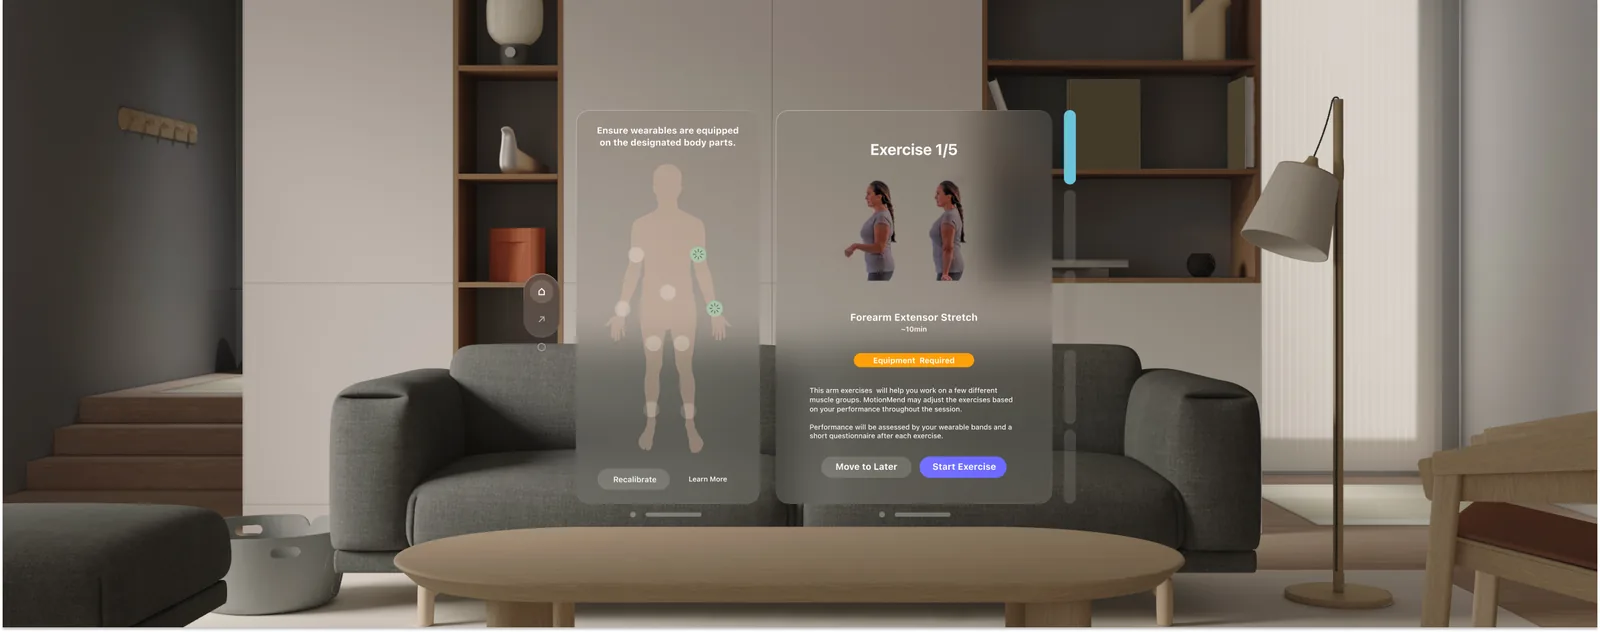 Ensure wearables are equipped
on the designated body parts.
Recalibrate
Learn More
Exercise 1/5
Forearm Extensor Stretch
~10min
Equipment Required
This arm exercises will help you work on a few different
muscle groups. MotionMend may adjust the exercises based
on your performance throughout the session.
Performance will be assessed by your wearable bands and a
short questionnaire after each exercise.
Move to Later
Start Exercise